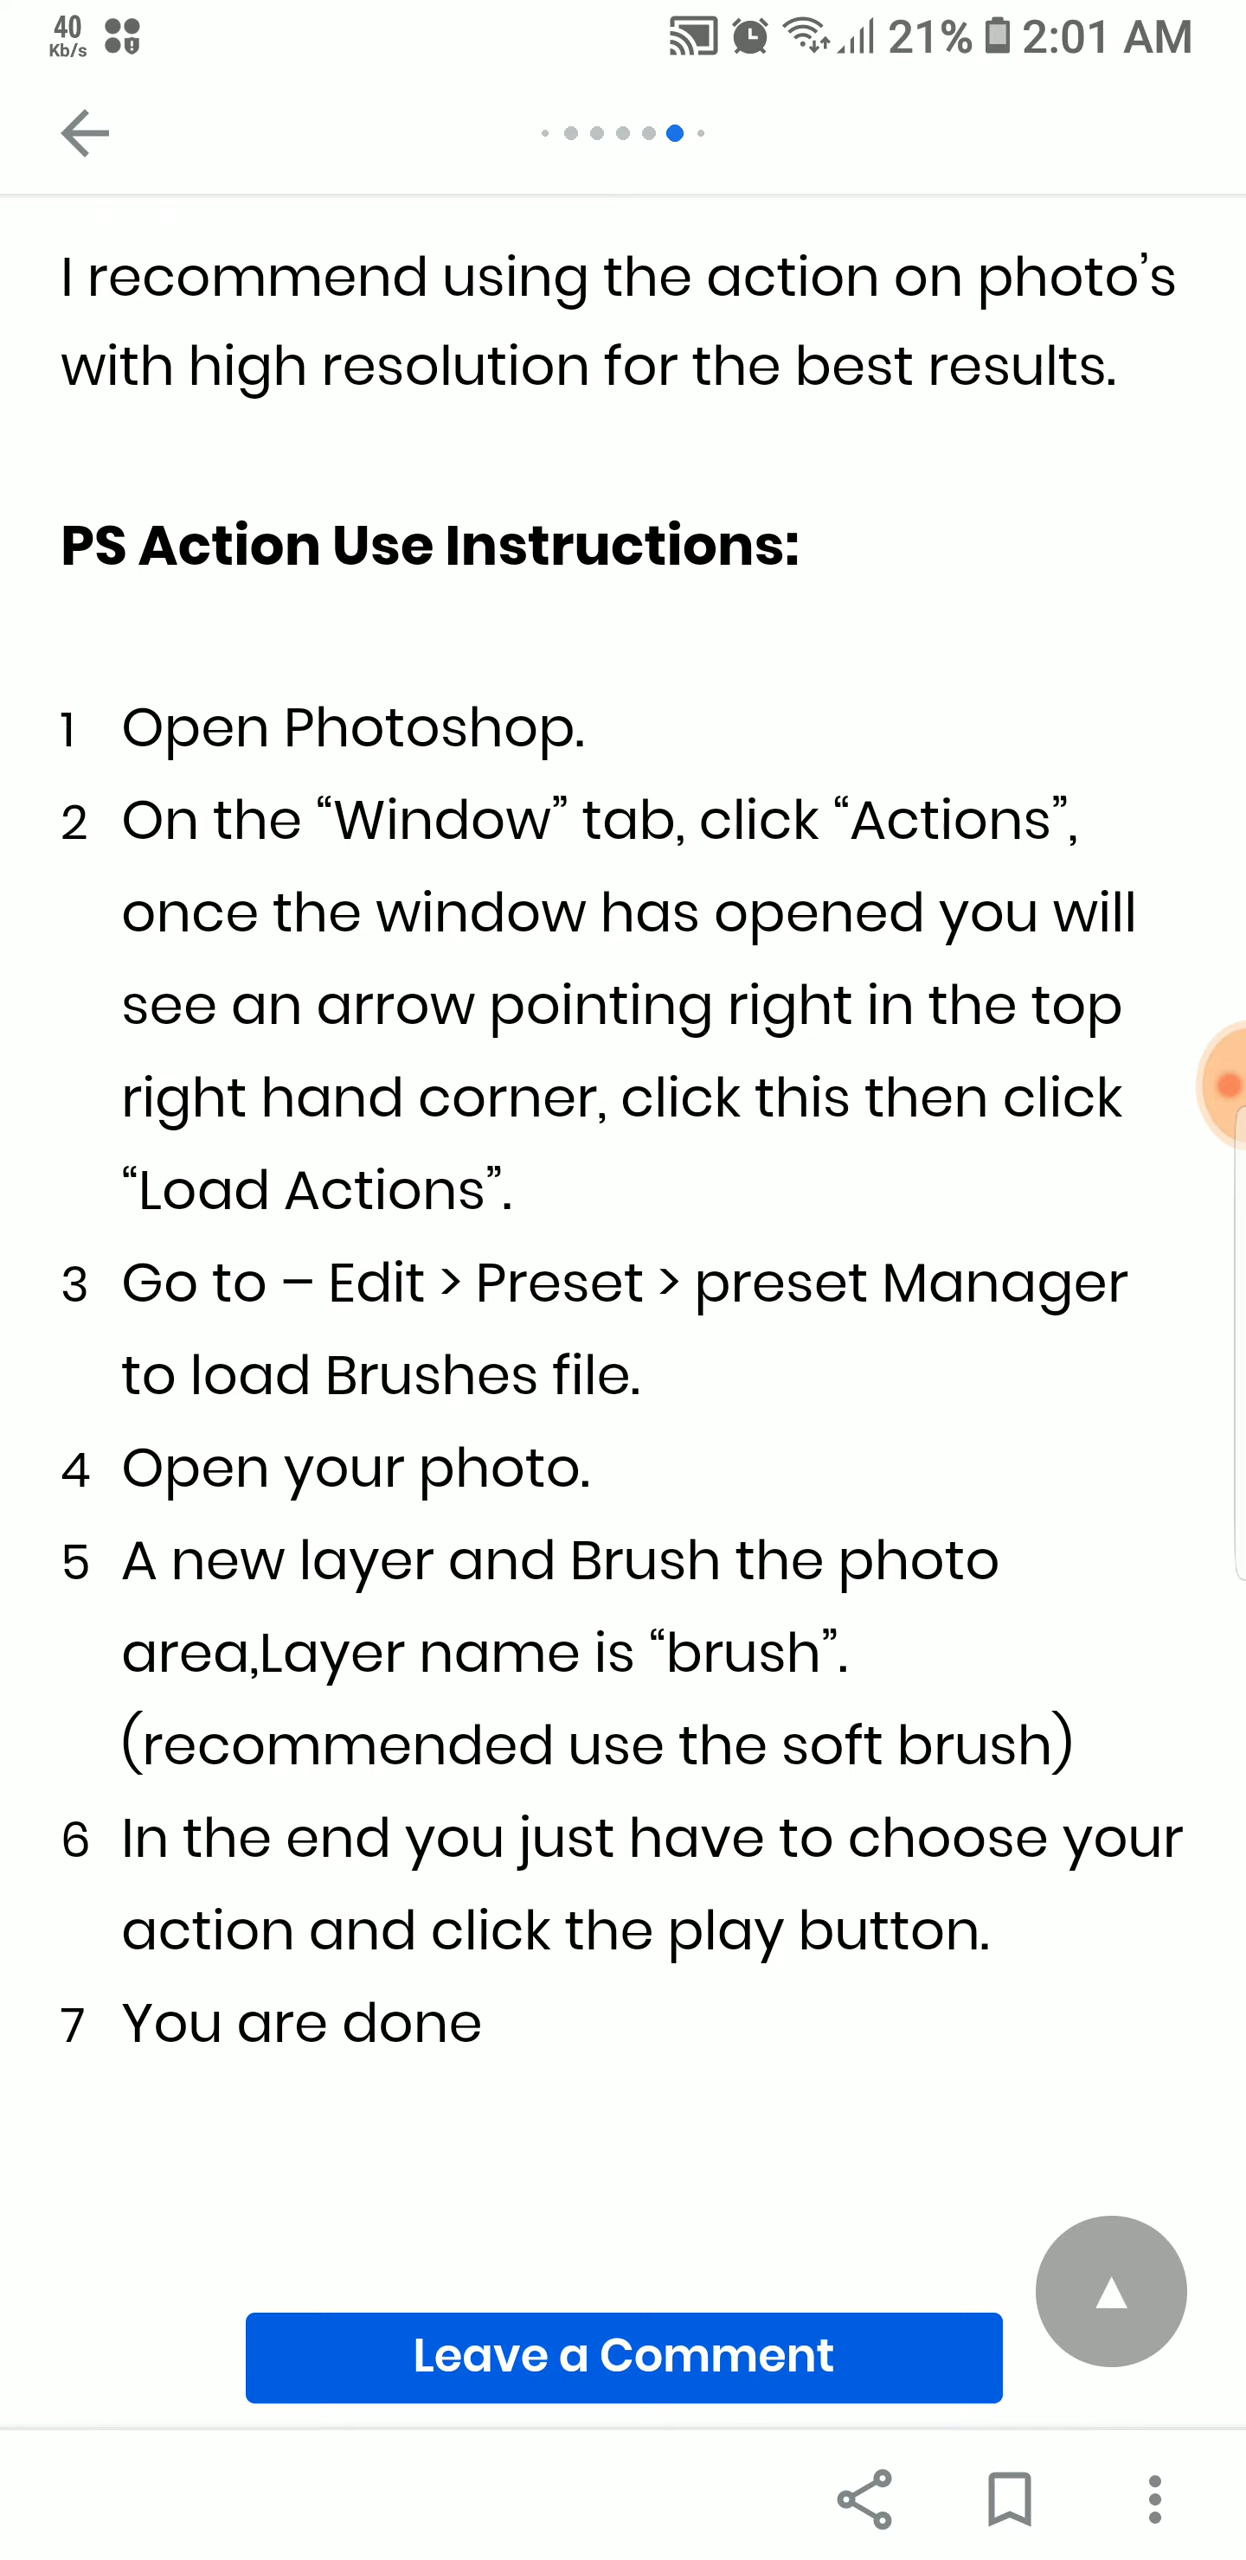 40
Kb/s
21% 2:01 AM
I recommend using the action on photo’s
with high resolution for the best results.
PS Action Use Instructions:
1 Open Photoshop.
2 On the “Window” tab, click “Actions”,
once the window has opened you will
see an arrow pointing right in the top
right hand corner, click this then click
“Load Actions”.
3 Go to – Edit > Preset > preset Manager
to load Brushes file.
4 Open your photo.
5 A new layer and Brush the photo
area,Layer name is “brush”.
(recommended use the soft brush)
6 In the end you just have to choose your
action and click the play button.
7 You are done
Leave a Comment